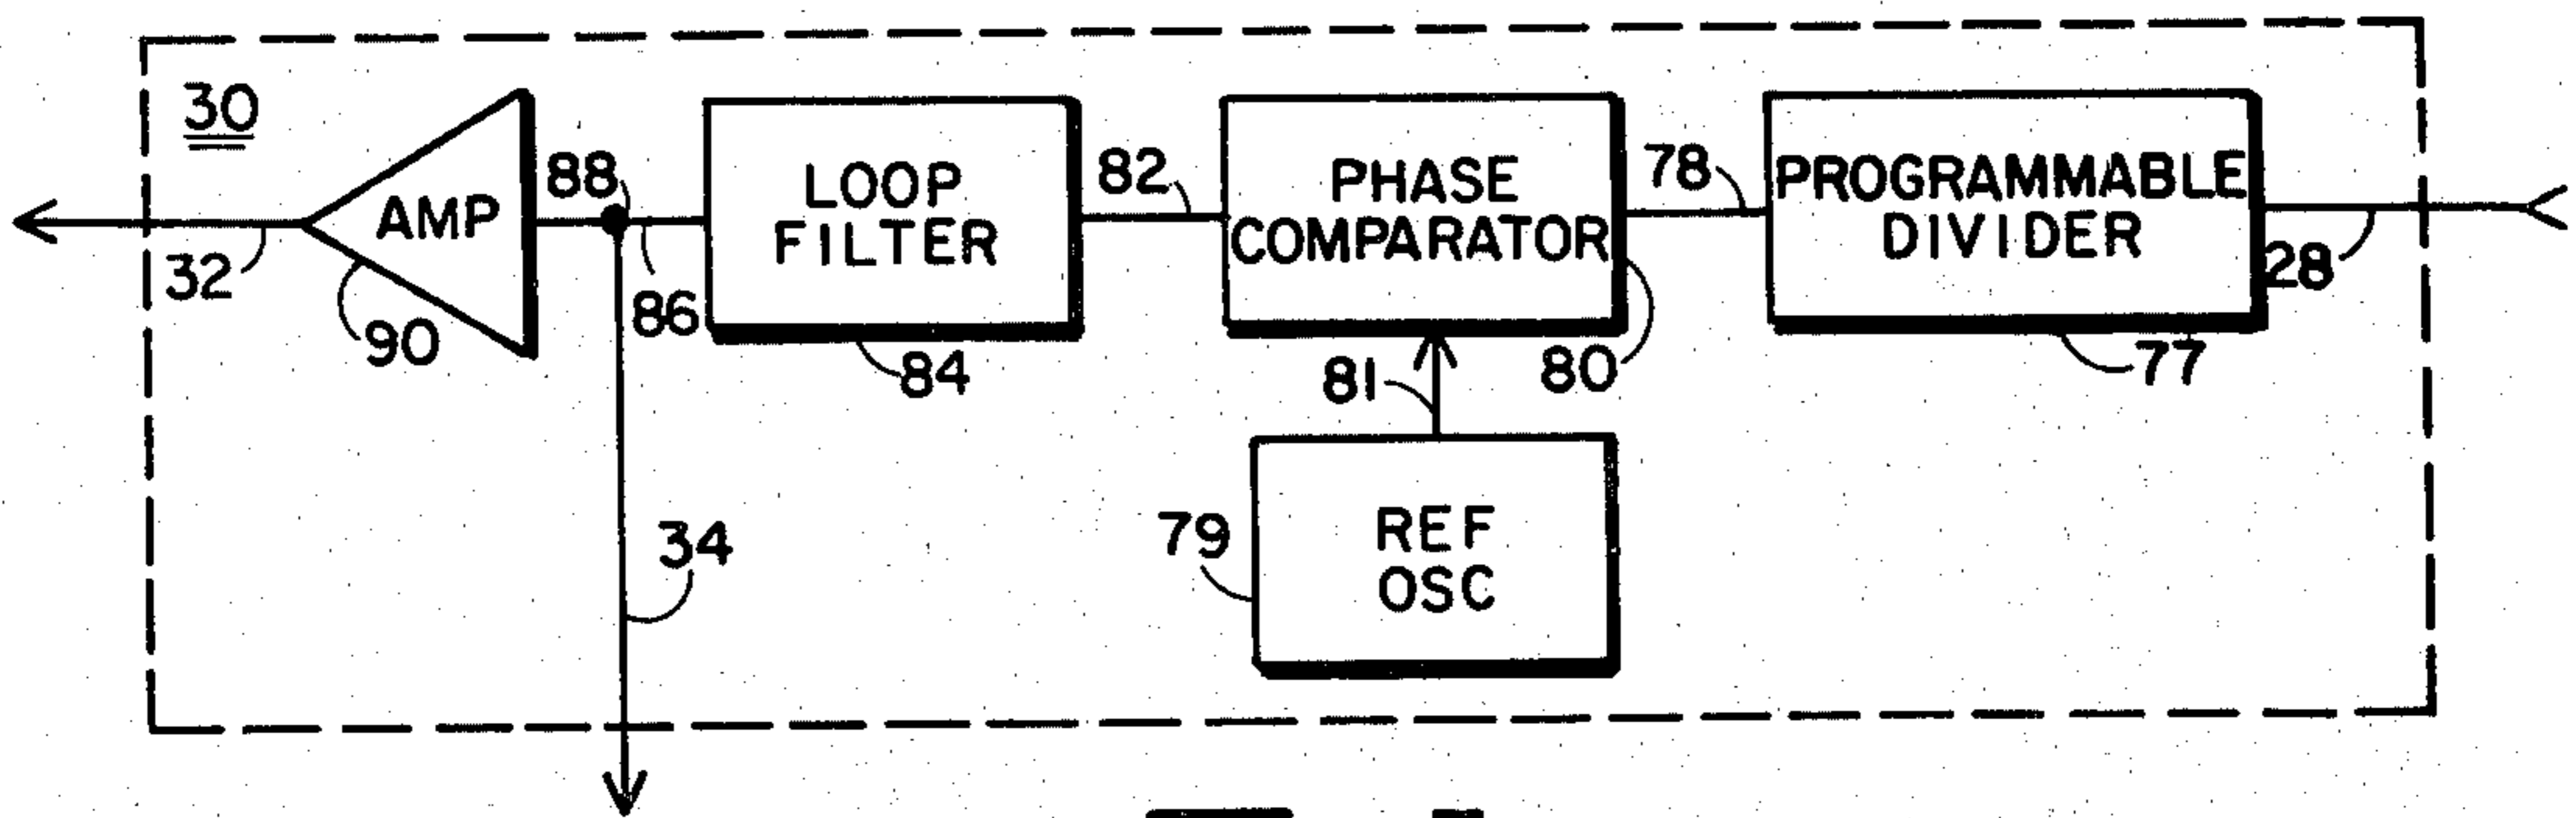 30
AMP
88
LOOP
FILTER
82
PHASE
COMPARATOR
78
PROGRAMMABLE
DIVIDER
28
32
90
86
84
81
80
77
34
79
REF
OSC